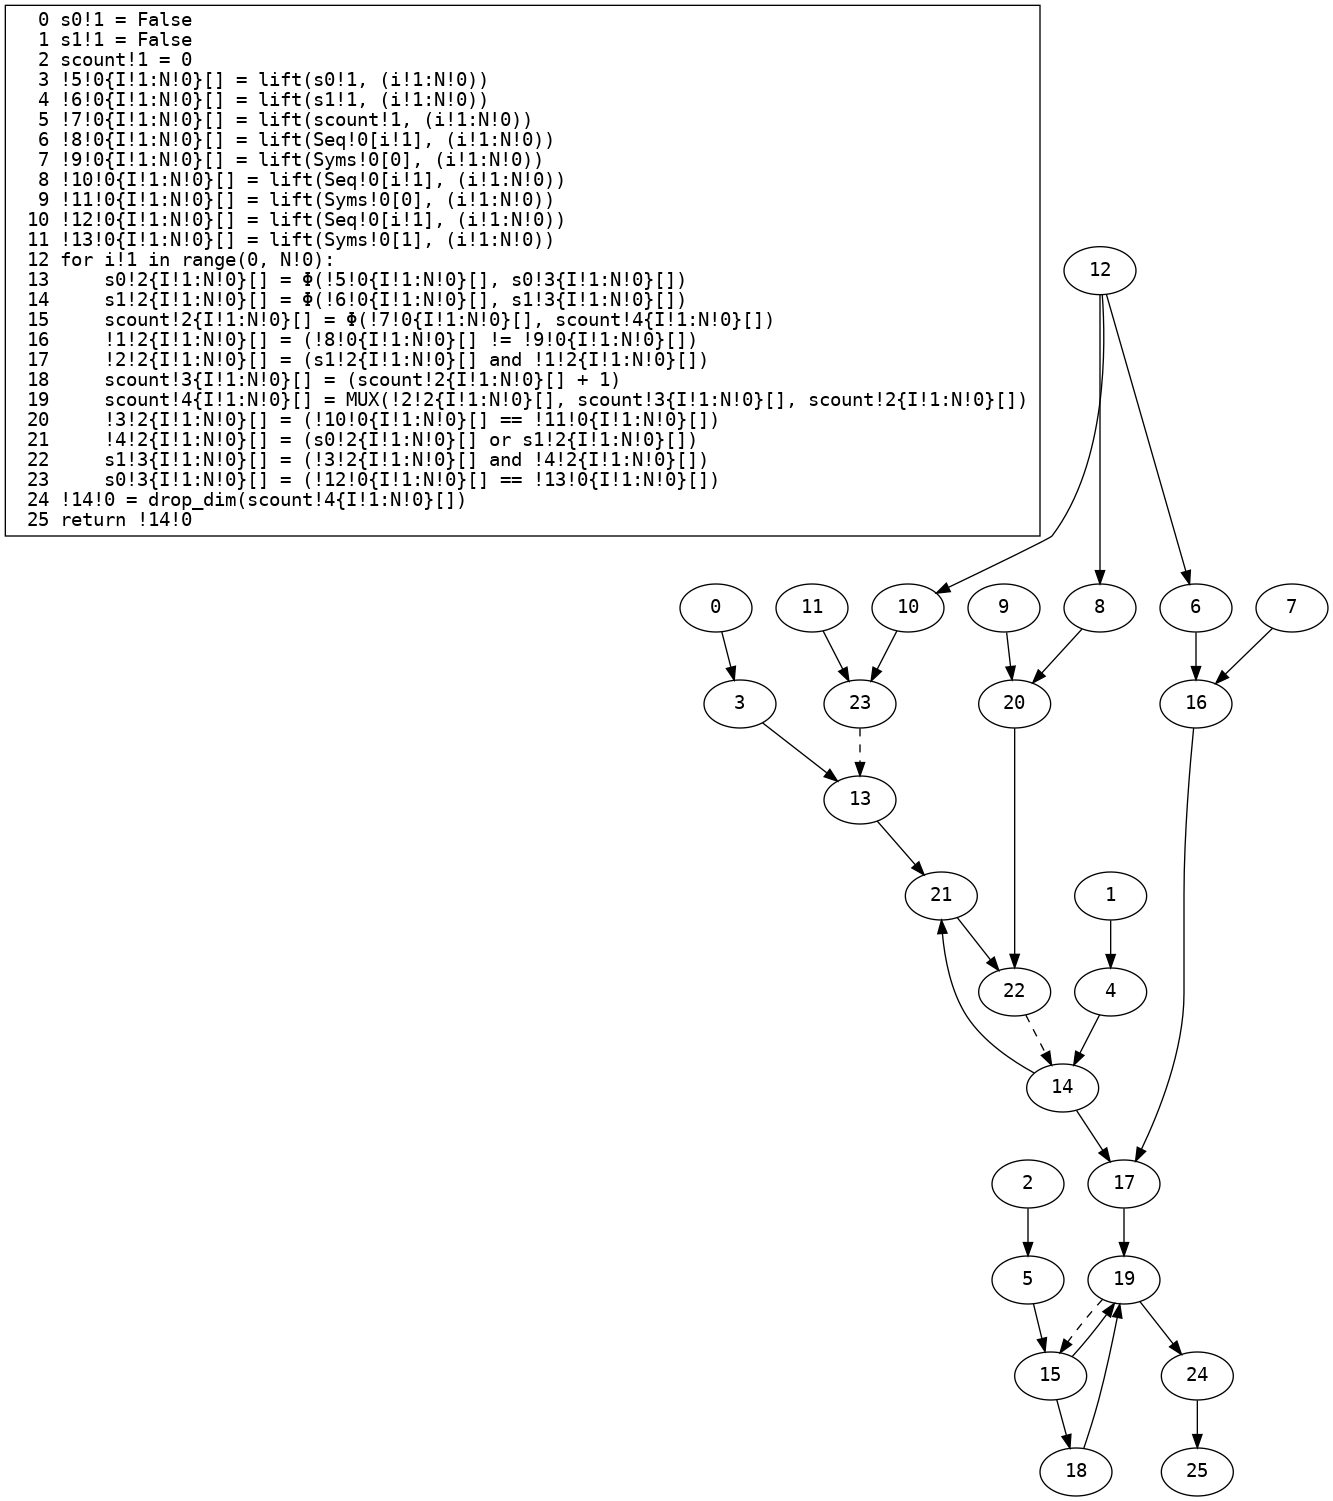 0 s0!1 = False
1 s1!1 = False
2 scount!1 = 0
3 !5!0{I!1:N!0}[] = lift(s0!1, (i!1:N!0))
4 !6!0{I!1:N!0}[] = lift(s1!1, (i!1:N!0))
5 !7!0{I!1:N!0}[] = lift(scount!1, (i!1:N!0))
6 !8!0{I!1:N!0}[] = lift(Seq!0[i!1], (i!1:N!0))
7 !9!0{I!1:N!0}[] = lift(Syms!0[0], (i!1:N!0))
8 !10!0{I!1:N!0}[] = lift(Seq!0[i!1], (i!1:N!0))
9 !11!0{I!1:N!0}[] = lift(Syms!0[0], (i!1:N!0))
10 !12!0{I!1:N!0}[] = lift(Seq!0[i!1], (i!1:N!0))
11 !13!0{I!1:N!0}[] = lift(Syms!0[1], (i!1:N!0))
12 for i!1 in range(0, N!0):
13     s0!2{I!1:N!0}[] = Φ(!5!0{I!1:N!0}[], s0!3{I!1:N!0}[])
14     s1!2{I!1:N!0}[] = Φ(!6!0{I!1:N!0}[], s1!3{I!1:N!0}[])
15     scount!2{I!1:N!0}[] = Φ(!7!0{I!1:N!0}[], scount!4{I!1:N!0}[])
16     !1!2{I!1:N!0}[] = (!8!0{I!1:N!0}[] != !9!0{I!1:N!0}[])
17     !2!2{I!1:N!0}[] = (s1!2{I!1:N!0}[] and !1!2{I!1:N!0}[])
18     scount!3{I!1:N!0}[] = (scount!2{I!1:N!0}[] + 1)
19     scount!4{I!1:N!0}[] = MUX(!2!2{I!1:N!0}[], scount!3{I!1:N!0}[], scount!2{I!1:N!0}[])
20     !3!2{I!1:N!0}[] = (!10!0{I!1:N!0}[] == !11!0{I!1:N!0}[])
21     !4!2{I!1:N!0}[] = (s0!2{I!1:N!0}[] or s1!2{I!1:N!0}[])
22     s1!3{I!1:N!0}[] = (!3!2{I!1:N!0}[] and !4!2{I!1:N!0}[])
23     s0!3{I!1:N!0}[] = (!12!0{I!1:N!0}[] == !13!0{I!1:N!0}[])
24 !14!0 = drop_dim(scount!4{I!1:N!0}[])
25 return !14!0
12
0 11 10 9 8 6 7
3 23 20 16
13
21 1
22 4
14
2 17
5 19
15 24
18 25